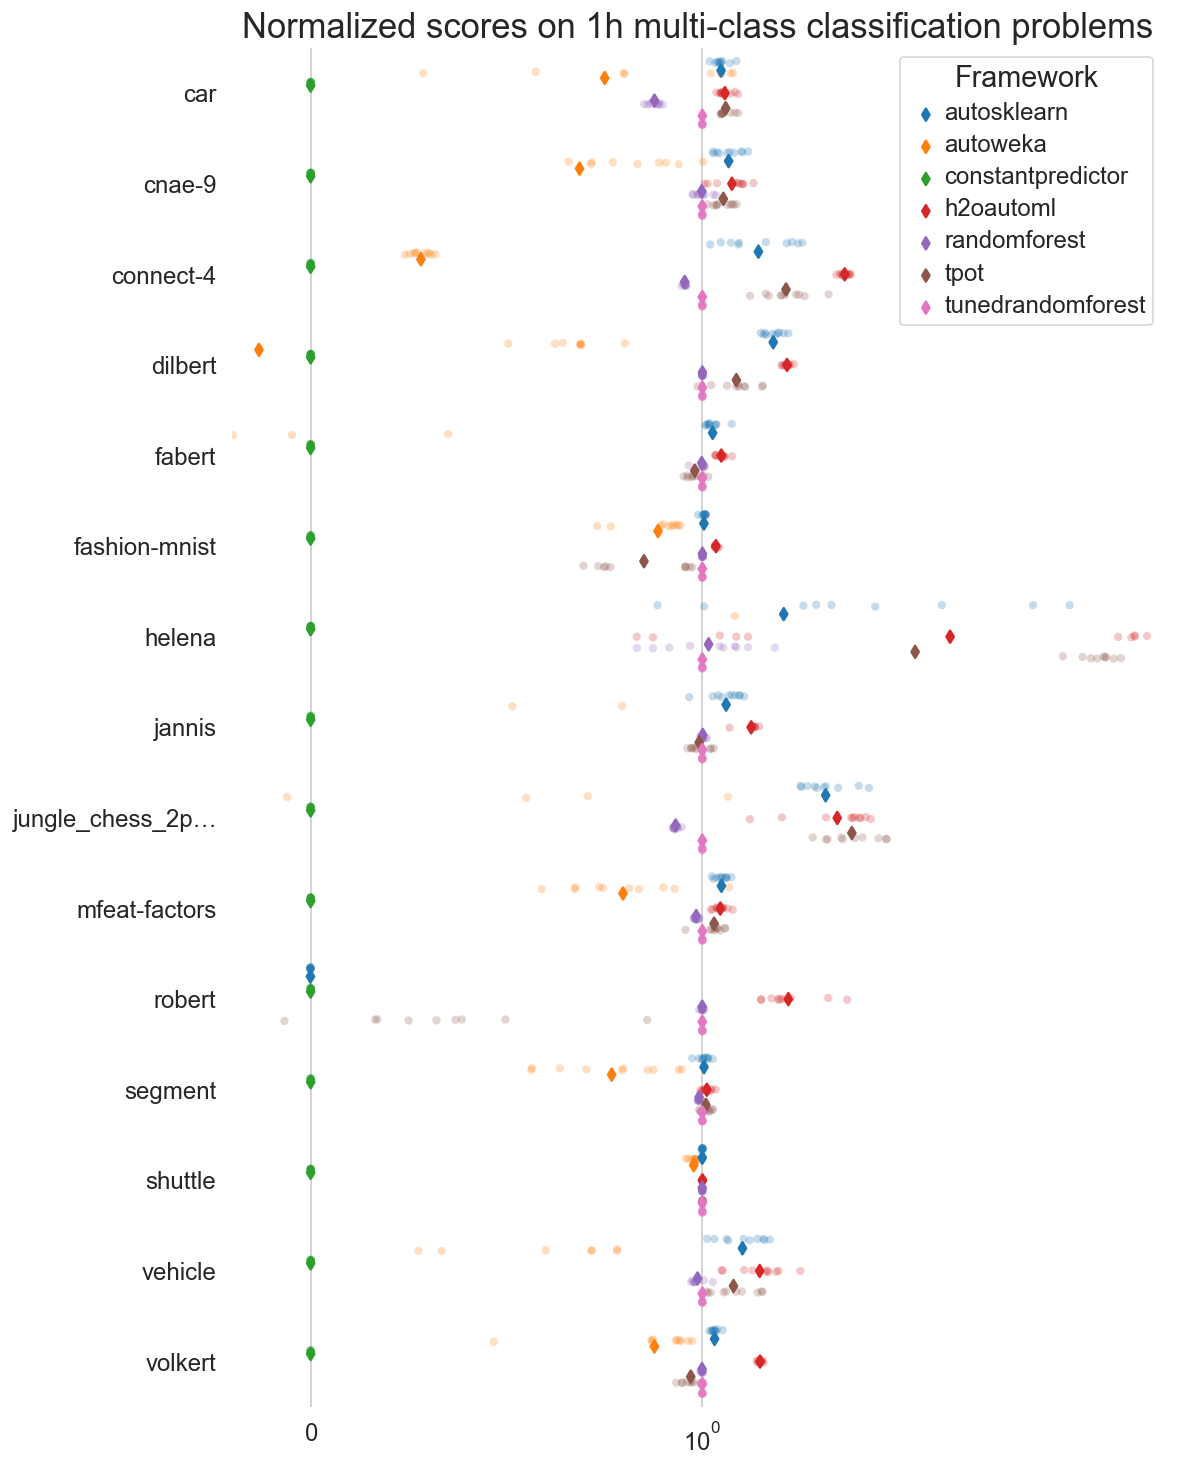 Normalized scores on 1h multi-class classification problems
Framework
autosklearn
autoweka
constantpredictor
h2oautoml
randomforest
tpot
tunedrandomforest
car
cnae-9
connect-4
dilbert
fabert
fashion-mnist
helena
jannis
jungle_chess_2p…
mfeat-factors
robert
segment
shuttle
vehicle
volkert
0 10⁰